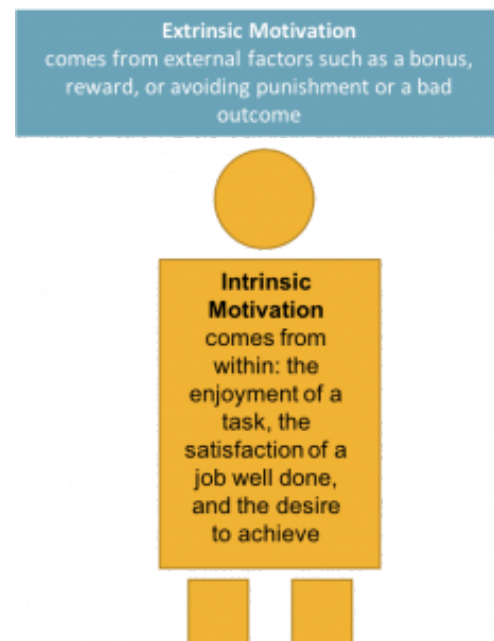 Extrinsic Motivation
comes from external factors such as a bonus,
reward, or avoiding punishment or a bad
outcome
Intrinsic
Motivation
comes from
within: the
enjoyment of a
task, the
satisfaction of a
job well done,
and the desire
to achieve